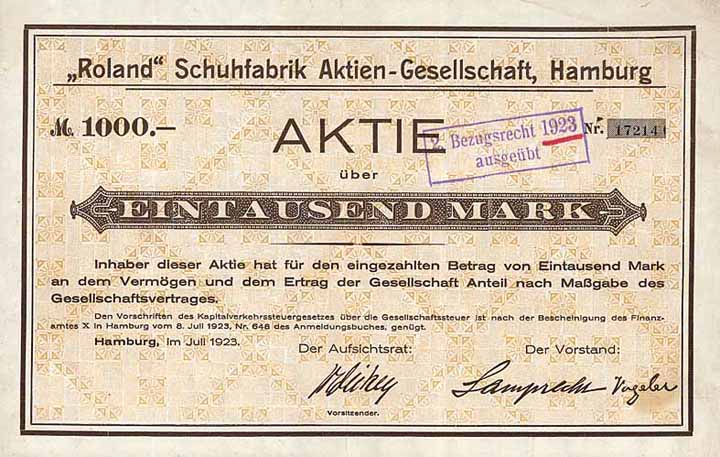 „Roland“ Schuhfabrik Aktien-Gesellschaft, Hamburg
ℳ 1000.— AKTIE Nr. 17214
2. Bezugsrecht 1923
ausgeübt
über
EINTAUSEND MARK
Inhaber dieser Aktie hat für den eingezahlten Betrag von Eintausend Mark
an dem Vermögen und dem Ertrag der Gesellschaft Anteil nach Maßgabe des
Gesellschaftsvertrages.
Den Vorschriften des Kapitalverkehrssteuergesetzes über die Gesellschaftssteuer ist nach der Bescheinigung des Finanz-
amtes X in Hamburg vom 8. Juli 1923, Nr. 648 des Anmeldungsbuches, genügt.
Hamburg, im Juli 1923.
Der Aufsichtsrat: Der Vorstand:
Lamprecht Vogeler
Vorsitzender.